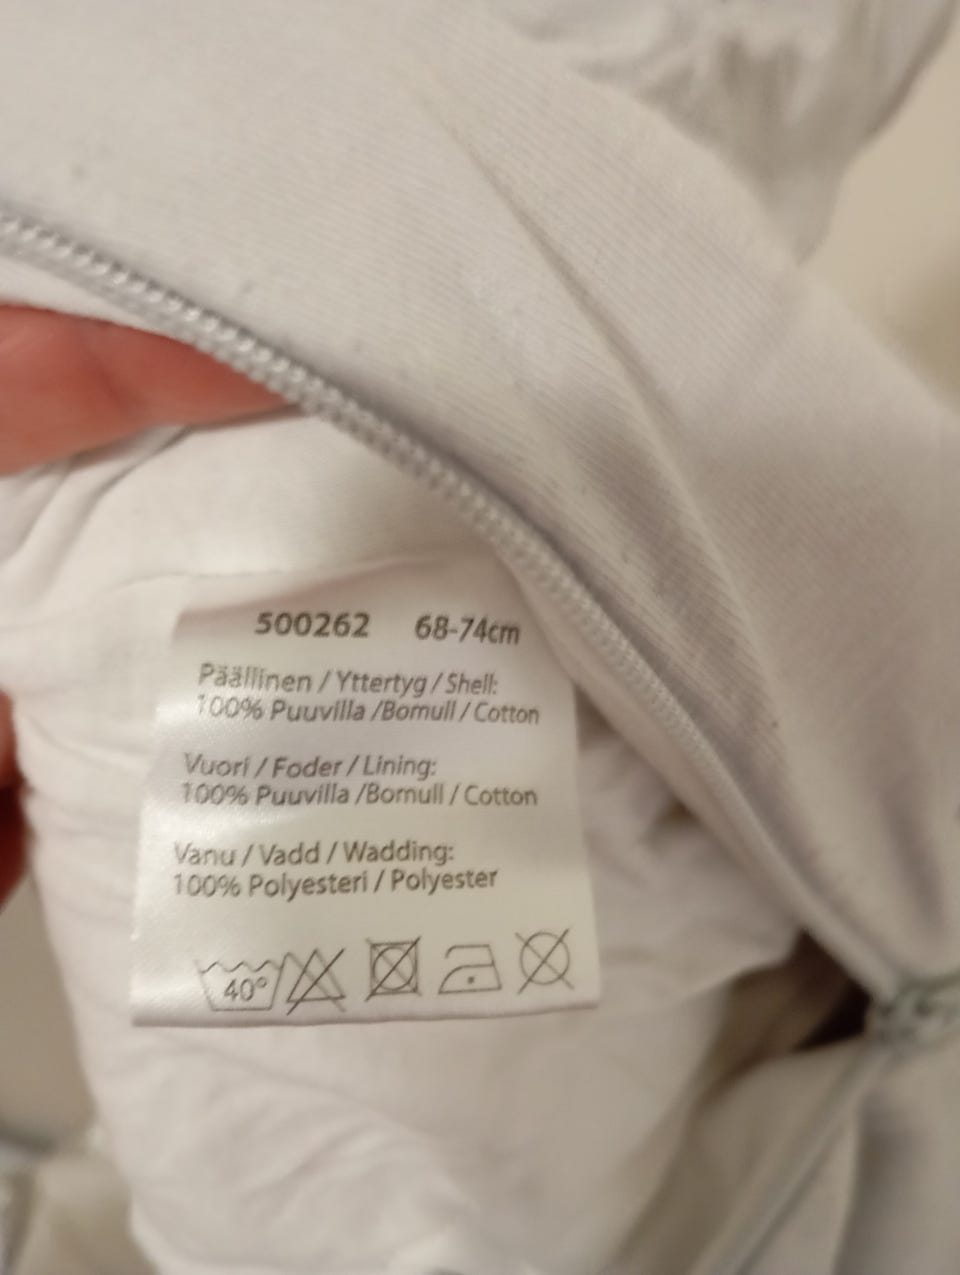 500262 68-74cm
Päällinen / Yttertyg / Shell:
100% Puuvilla /Bomull / Cotton
Vuori / Foder / Lining:
100% Puuvilla /Bomull / Cotton
Vanu / Vadd / Wadding:
100% Polyesteri / Polyester
40°